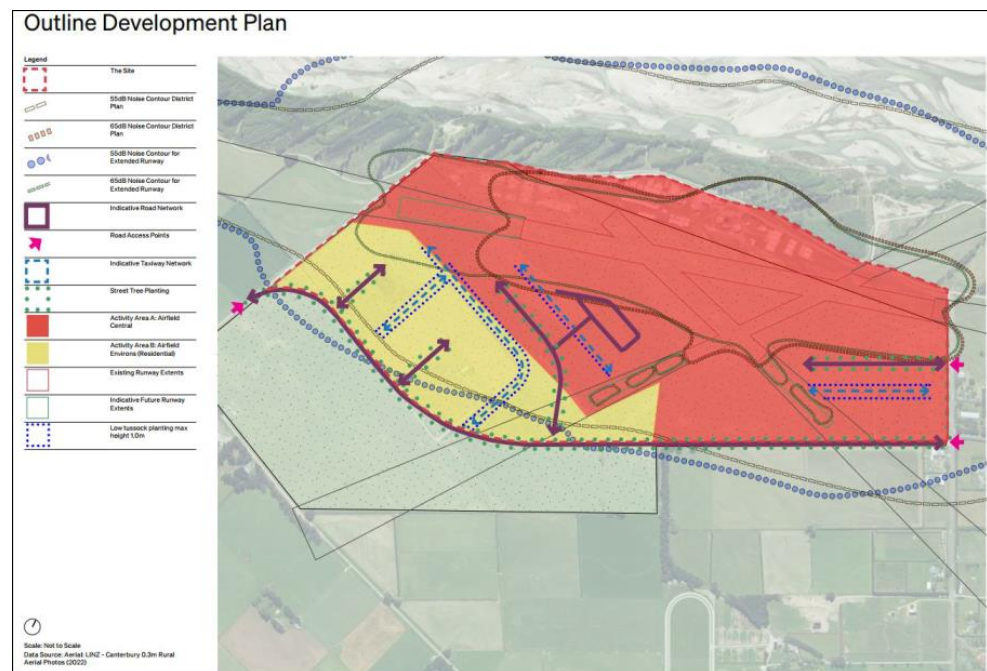 Outline Development Plan
Legend
The Site
55dB Noise Contour District
Plan
65dB Noise Contour District
Plan
55dB Noise Contour for
Extended Runway
65dB Noise Contour for
Extended Runway
Indicative Road Network
Road Access Points
Indicative Taxiway Network
Street Tree Planting
Activity Area A: Airfield
Central
Activity Area B: Airfield
Environs (Residential)
Existing Runway Extents
Indicative Future Runway
Extents
Low tussock planting max
height 1.0m
Scale: Not to Scale
Data Source: Aerial: LINZ - Canterbury 0.3m Rural
Aerial Photos (2022)